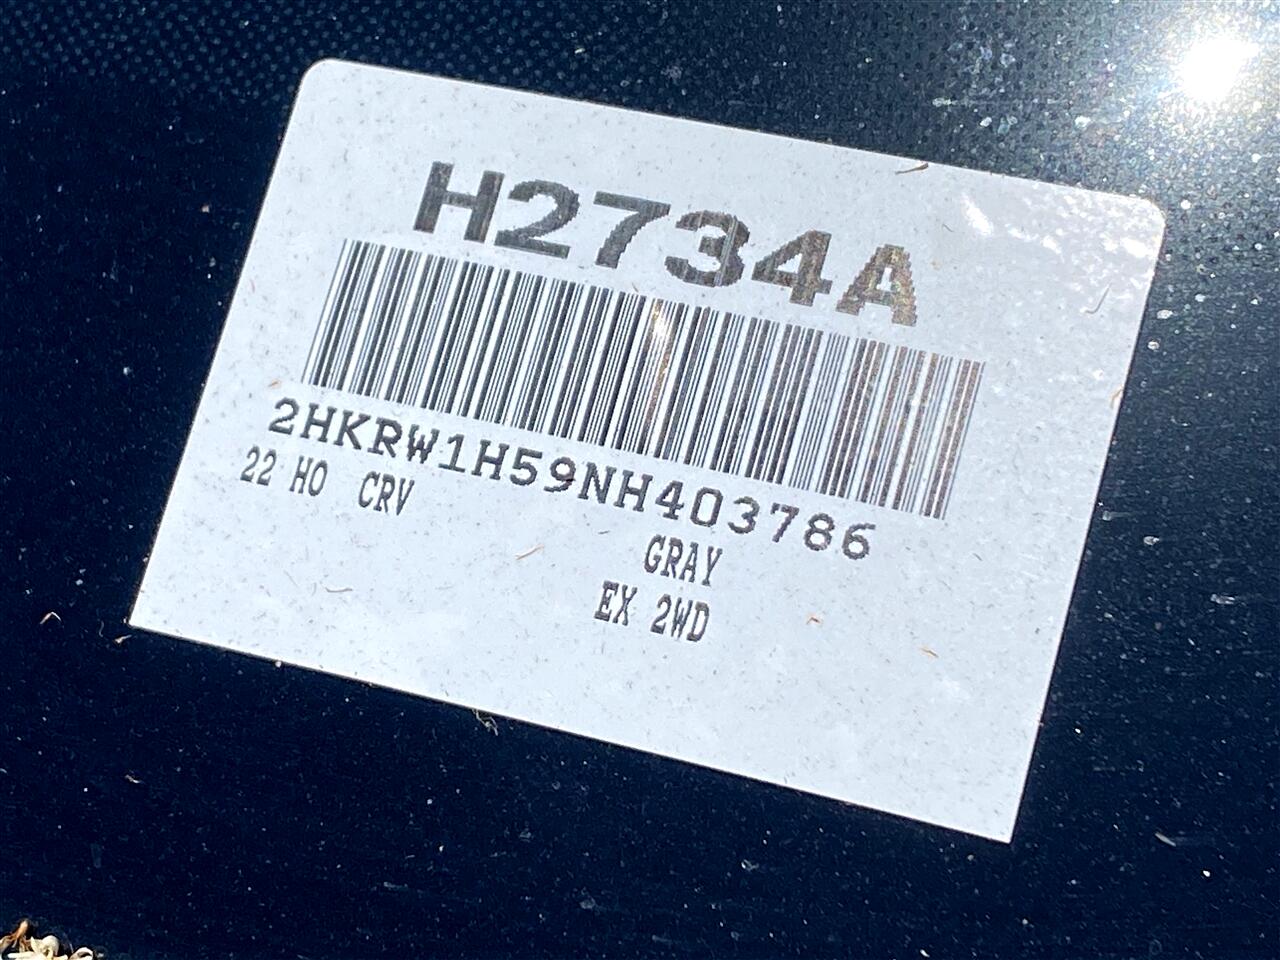 H2734A
2HKRW1H59NH403786
22 HO CRV
GRAY
EX 2WD